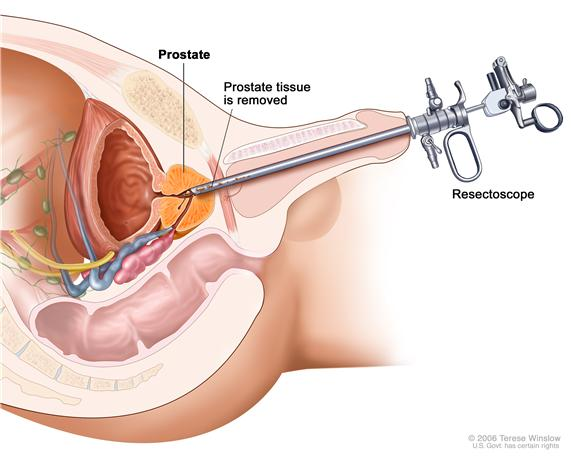 Prostate
Prostate tissue
is removed
Resectoscope
© 2006 Terese Winslow
U.S. Govt. has certain rights